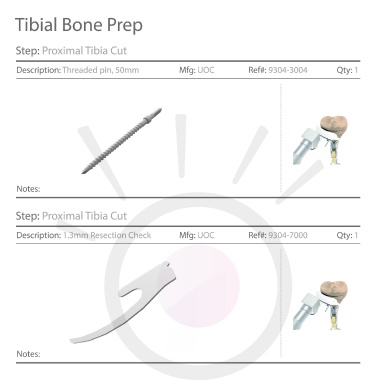 Tibial Bone Prep
Step: Proximal Tibia Cut
Description: Threaded pin, 50mm Mfg: UOC Ref#: 9304-3004 Qty: 1
Notes:
Step: Proximal Tibia Cut
Description: 1.3mm Resection Check Mfg: UOC Ref#: 9304-7000 Qty: 1
Notes: